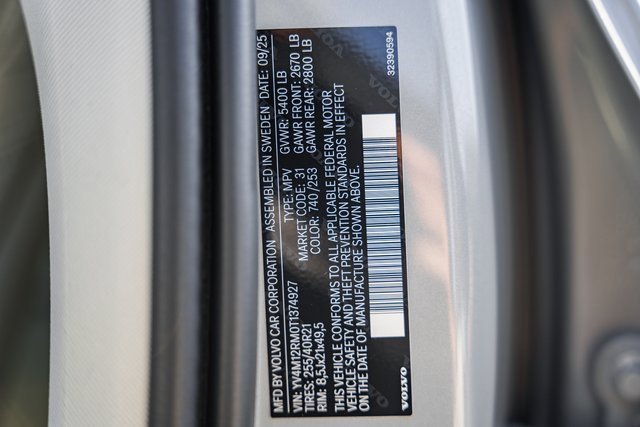 MFD BY VOLVO CAR CORPORATION ASSEMBLED IN SWEDEN DATE: 09/25
VIN: YV4M12RM0T1374927 TYPE: MPV GVWR: 5400 LB
TIRES: 255/40R21 MARKET CODE: 31 GAWR FRONT: 2670 LB
RIM: 8,5Jx21x49,5 COLOR: 740/253 GAWR REAR: 2800 LB
THIS VEHICLE CONFORMS TO ALL APPLICABLE FEDERAL MOTOR
VEHICLE SAFETY AND THEFT PREVENTION STANDARDS IN EFFECT
ON THE DATE OF MANUFACTURE SHOWN ABOVE.
VOLVO
32390594